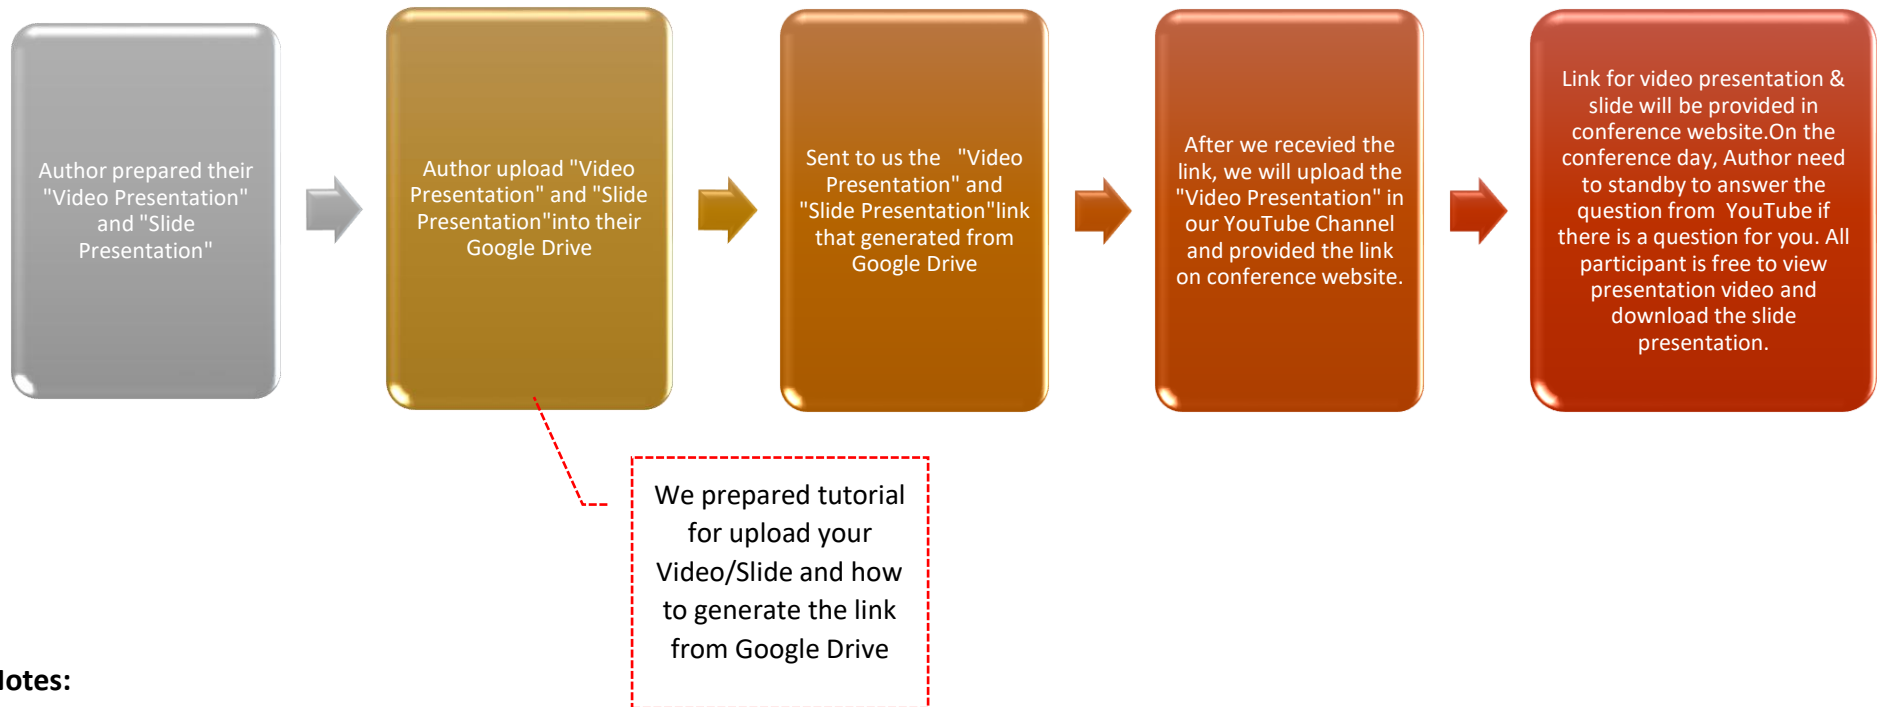 Author prepared their
"Video Presentation"
and "Slide
Presentation"
Author upload "Video
Presentation" and "Slide
Presentation"into their
Google Drive
Sent to us the "Video
Presentation" and
"Slide Presentation"link
that generated from
Google Drive
After we recevied the
link, we will upload the
"Video Presentation" in
our YouTube Channel
and provided the link
on conference website.
Link for video presentation &
slide will be provided in
conference website.On the
conference day, Author need
to standby to answer the
question from YouTube if
there is a question for you. All
participant is free to view
presentation video and
download the slide
presentation.
We prepared tutorial
for upload your
Video/Slide and how
to generate the link
from Google Drive
lotes: